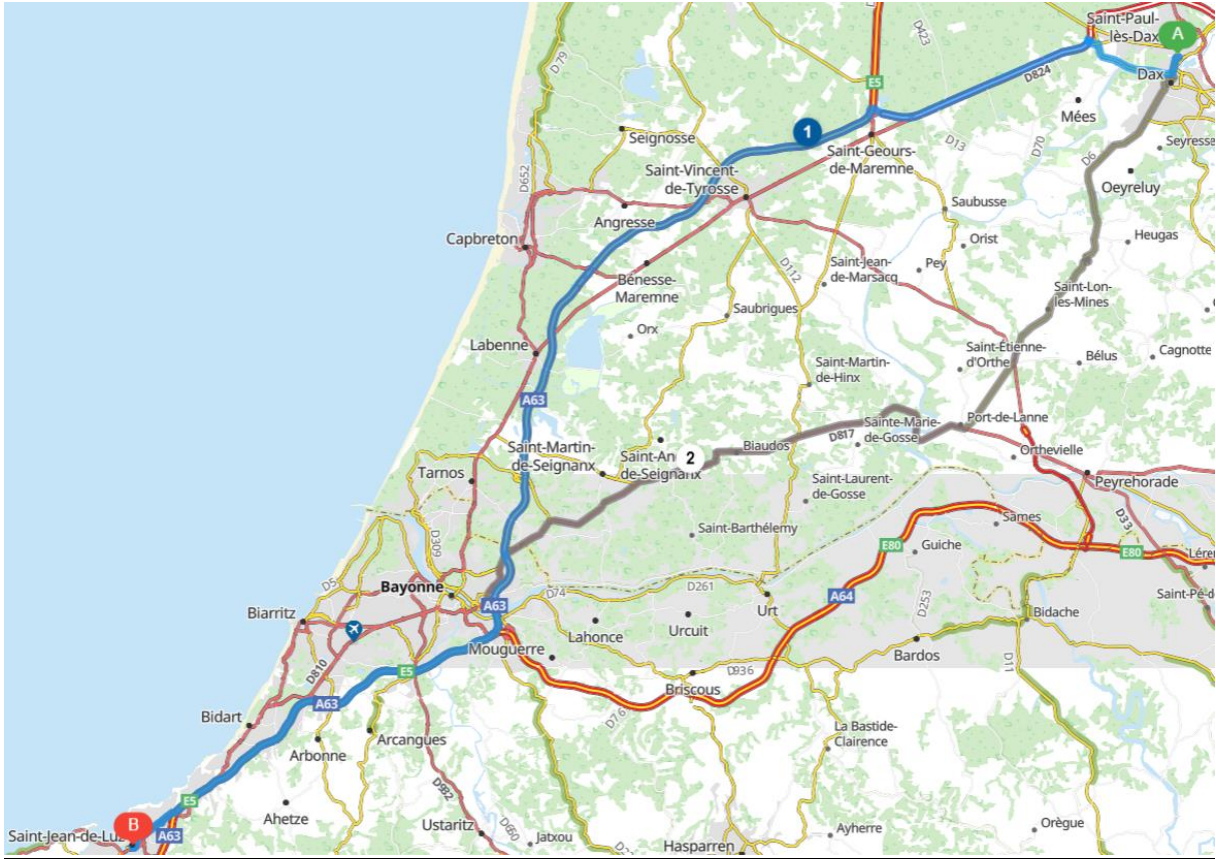 Saint-Paul-
lès-Dax
A
D423
D 79
E5
D824
Dax
Mées
1
Seignosse
D13
D70
Seyresse
D652
Saint-Vincent-
de-Tyrosse
Saint-Geours-
de-Maremne
D6
Oeyreluy
Angresse
Saubusse
Capbreton
Orist
Heugas
D112
Saint-Jean-
de-Marsacq
Pey
Bénesse-
Maremne
Saint-Lon-
les-Mines
Saubrigues
Orx
Labenne
Saint-Étienne-
d'Orthe
Bélus
Cagnotte
Saint-Martin-
de-Hinx
A63
Port-de-Lanne
Sainte-Marie-
de-Gosse
D817
Saint-Martin-
de-Seignanx
Biaudos
2
de-Seignanx
Orthevielle
Tarnos
Saint-Laurent-
de-Gosse
Peyrehorade
Sames
D33
D309
Saint-Barthélemy
E80
Guiche
E80
D5
Bayonne
D74
D261
A64
A63
Urt
D253
Biarritz
Lahonce
Urcuit
Bidache
Mouguerre
Bardos
D810
E5
D936
D11
Briscous
A63
Bidart
Arcangues
La Bastide-
Clairence
Arbonne
D932
E5
Ahetze
B
A63
Saint-Jean-de-Luz
Ustaritz
D650
Jatxou
Ayherre
Orègue
Hasparren